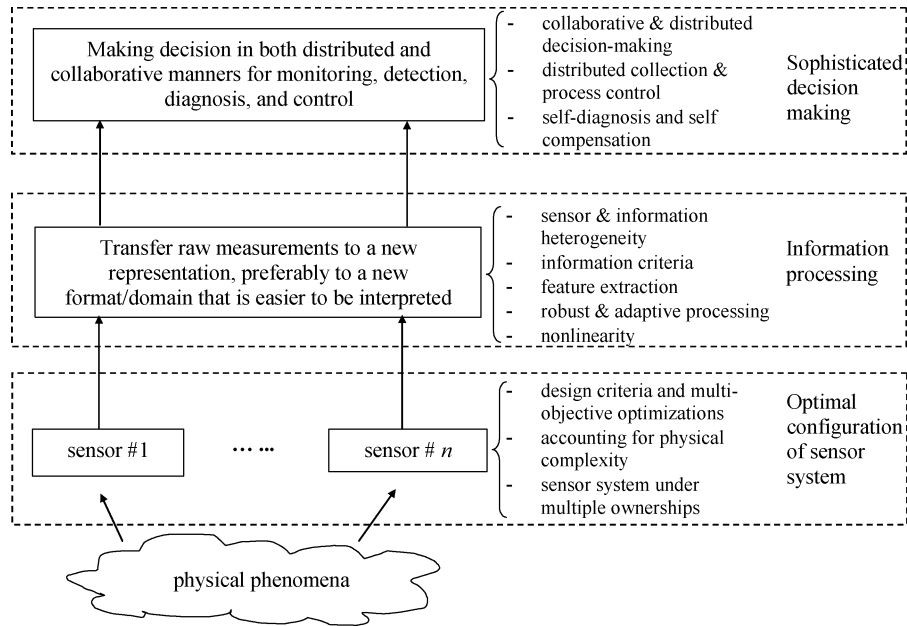 Making decision in both distributed and
collaborative manners for monitoring, detection,
diagnosis, and control
- collaborative & distributed
decision-making
- distributed collection &
process control
- self-diagnosis and self
compensation
Sophisticated
decision
making
Transfer raw measurements to a new
representation, preferably to a new
format/domain that is easier to be interpreted
- sensor & information
heterogeneity
- information criteria
- feature extraction
- robust & adaptive processing
- nonlinearity
Information
processing
sensor #1
… …
sensor # n
- design criteria and multi-
objective optimizations
- accounting for physical
complexity
- sensor system under
multiple ownerships
Optimal
configuration
of sensor
system
physical phenomena